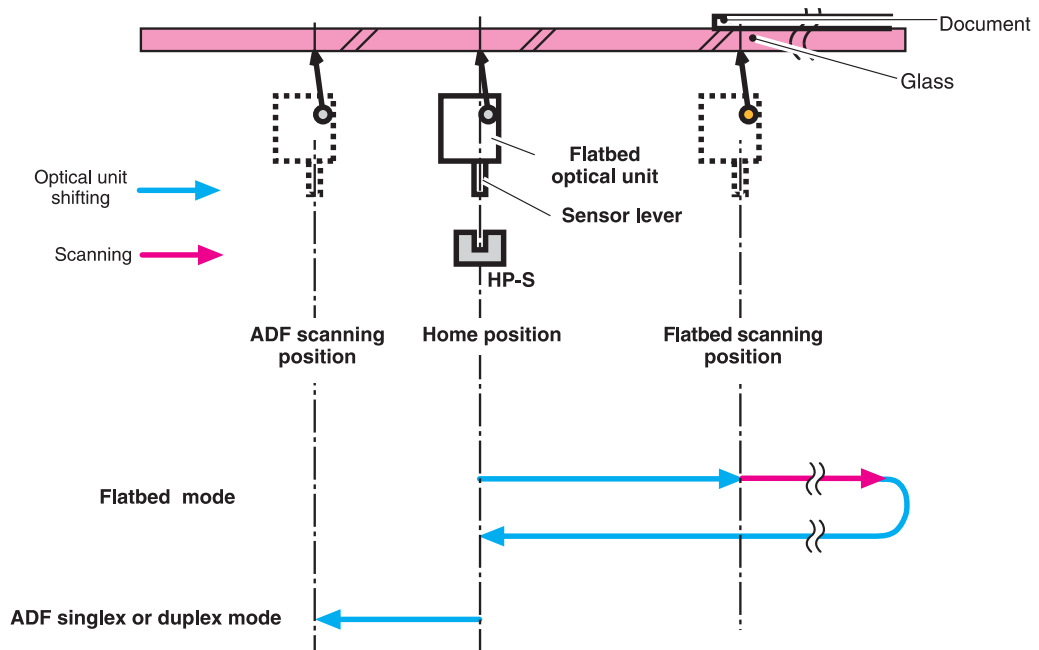 Document
Glass
Flatbed
optical unit
Optical unit
shifting
Sensor lever
Scanning
HP-S
ADF scanning
position
Home position
Flatbed scanning
position
Flatbed mode
ADF singlex or duplex mode